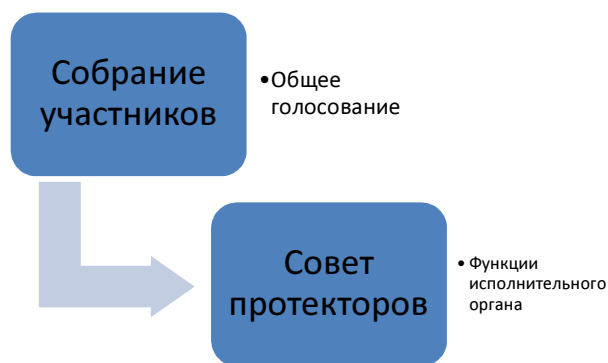 Собрание
участников
•Общее
голосование
Совет
протекторов
• Функции
исполнительного
органа